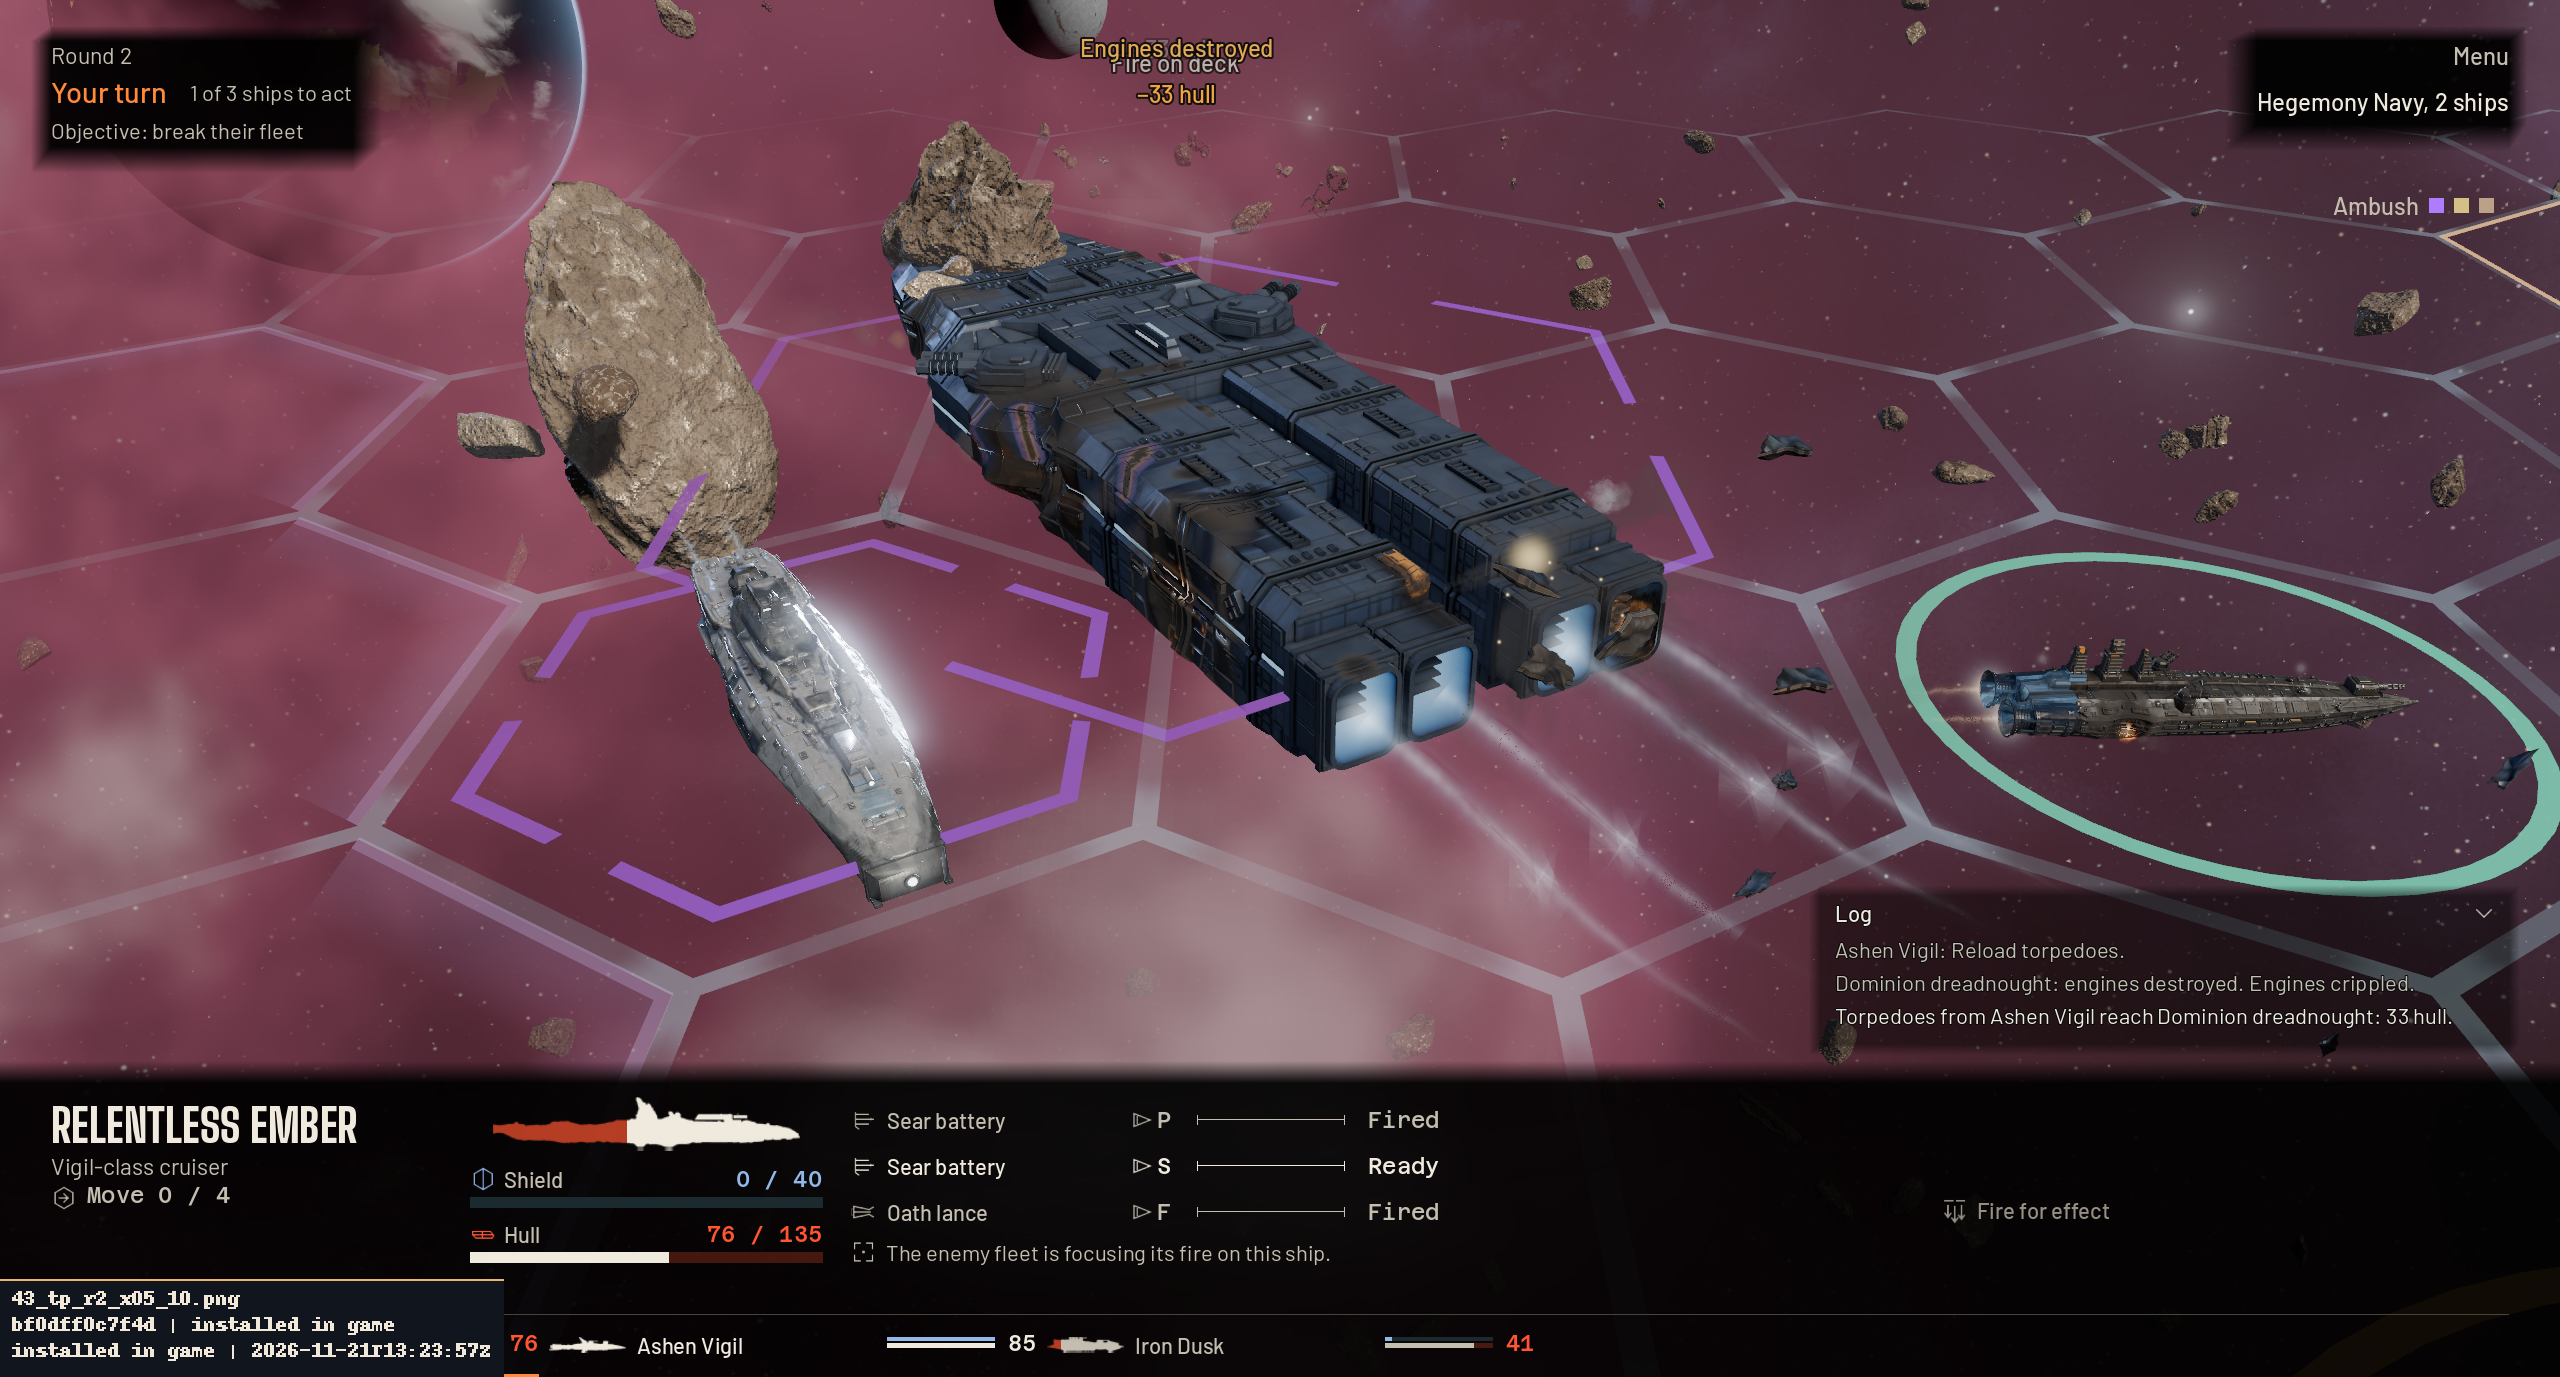 Round 2
Your turn 1 of 3 ships to act
Objective: break their fleet
Engines destroyed
Fire on deck
–33 hull
Menu
Hegemony Navy, 2 ships
Ambush
Log
Ashen Vigil: Reload torpedoes.
Dominion dreadnought: engines destroyed. Engines crippled.
Torpedoes from Ashen Vigil reach Dominion dreadnought: 33 hull.
RELENTLESS EMBER
Vigil-class cruiser
Move 0 / 4
Shield 0 / 40
Hull 76 / 135
Sear battery P Fired
Sear battery S Ready
Oath lance F Fired
The enemy fleet is focusing its fire on this ship.
Fire for effect
43_tp_r2_x05_10.png
bf0dff0c7f4d | installed in game
installed in game | 2026-11-21r13:23:57z
76 Ashen Vigil 85 Iron Dusk 41